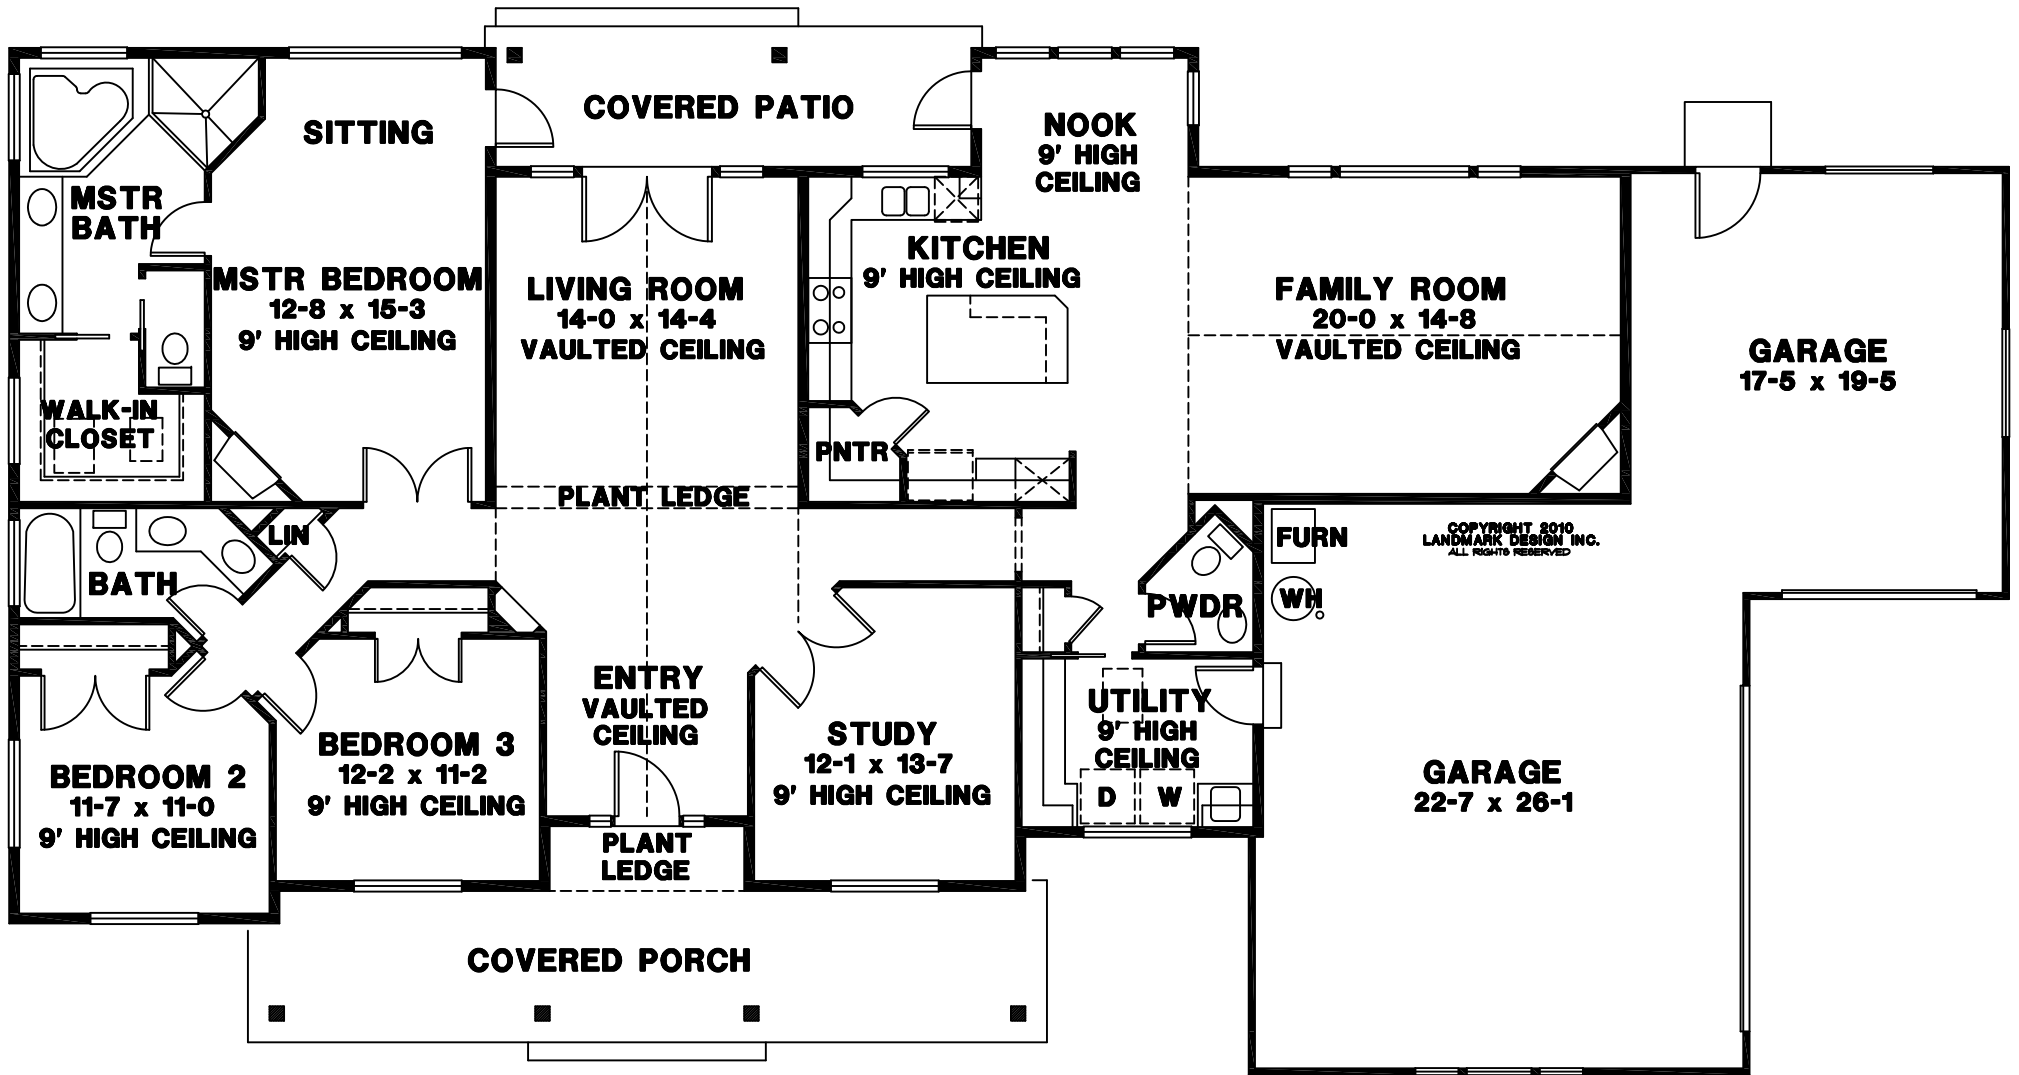 COVERED PATIO
SITTING
NOOK
9' HIGH
CEILING
MSTR
BATH
MSTR BEDROOM
12-8 x 15-3
9' HIGH CEILING
LIVING ROOM
14-0 x 14-4
VAULTED CEILING
KITCHEN
9' HIGH CEILING
FAMILY ROOM
20-0 x 14-8
VAULTED CEILING
GARAGE
17-5 x 19-5
WALK-IN
CLOSET
PNTR
PLANT LEDGE
LIN
BATH
FURN
COPYRIGHT 2010
LANDMARK DESIGN INC.
ALL RIGHTS RESERVED
WH
PWDR
ENTRY
VAULTED
CEILING
UTILITY
9' HIGH
CEILING
D
W
STUDY
12-1 x 13-7
9' HIGH CEILING
BEDROOM 3
12-2 x 11-2
9' HIGH CEILING
BEDROOM 2
11-7 x 11-0
9' HIGH CEILING
GARAGE
22-7 x 26-1
PLANT
LEDGE
COVERED PORCH